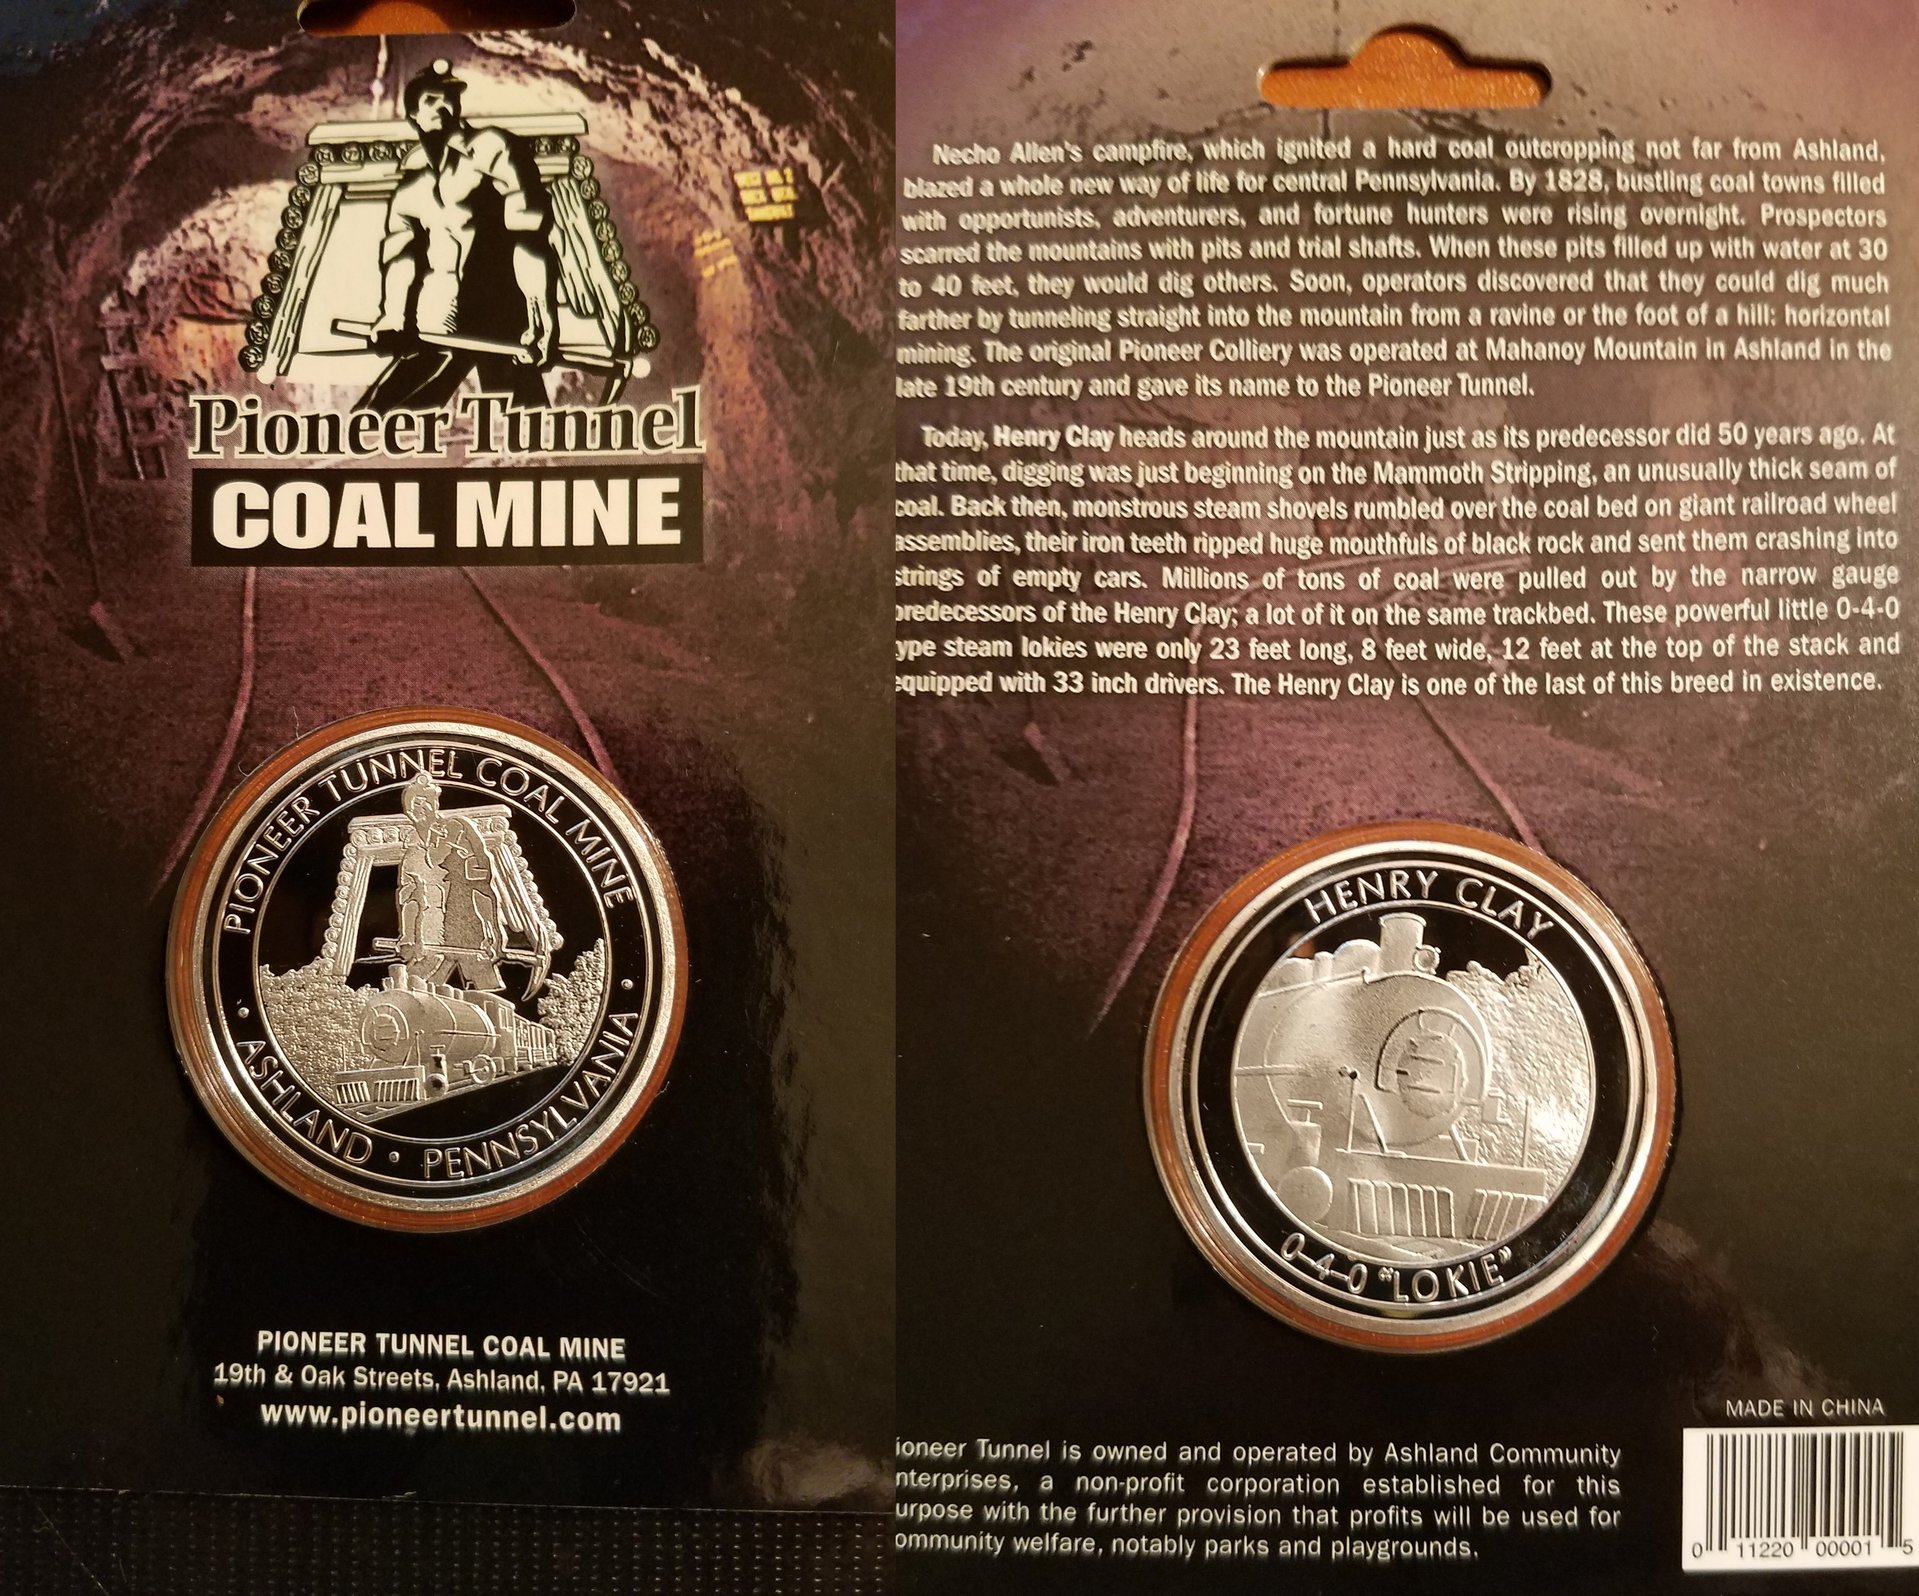 Pioneer Tunnel
COAL MINE
PIONEER TUNNEL COAL MINE
ASHLAND • PENNSYLVANIA
PIONEER TUNNEL COAL MINE
19th & Oak Streets, Ashland, PA 17921
www.pioneertunnel.com
Necho Allen's campfire, which ignited a hard coal outcropping not far from Ashland,
blazed a whole new way of life for central Pennsylvania. By 1828, bustling coal towns filled
with opportunists, adventurers, and fortune hunters were rising overnight. Prospectors
scarred the mountains with pits and trial shafts. When these pits filled up with water at 30
to 40 feet, they would dig others. Soon, operators discovered that they could dig much
farther by tunneling straight into the mountain from a ravine or the foot of a hill: horizontal
mining. The original Pioneer Colliery was operated at Mahanoy Mountain in Ashland in the
late 19th century and gave its name to the Pioneer Tunnel.
Today, Henry Clay heads around the mountain just as its predecessor did 50 years ago. At
that time, digging was just beginning on the Mammoth Stripping, an unusually thick seam of
coal. Back then, monstrous steam shovels rumbled over the coal bed on giant railroad wheel
assemblies, their iron teeth ripped huge mouthfuls of black rock and sent them crashing into
strings of empty cars. Millions of tons of coal were pulled out by the narrow gauge
predecessors of the Henry Clay; a lot of it on the same trackbed. These powerful little 0-4-0
ype steam lokies were only 23 feet long, 8 feet wide, 12 feet at the top of the stack and
equipped with 33 inch drivers. The Henry Clay is one of the last of this breed in existence.
HENRY CLAY
0-4-0 "LOKIE"
MADE IN CHINA
ioneer Tunnel is owned and operated by Ashland Community
nterprises, a non-profit corporation established for this
urpose with the further provision that profits will be used for
ommunity welfare, notably parks and playgrounds.
0 11220 00001 5